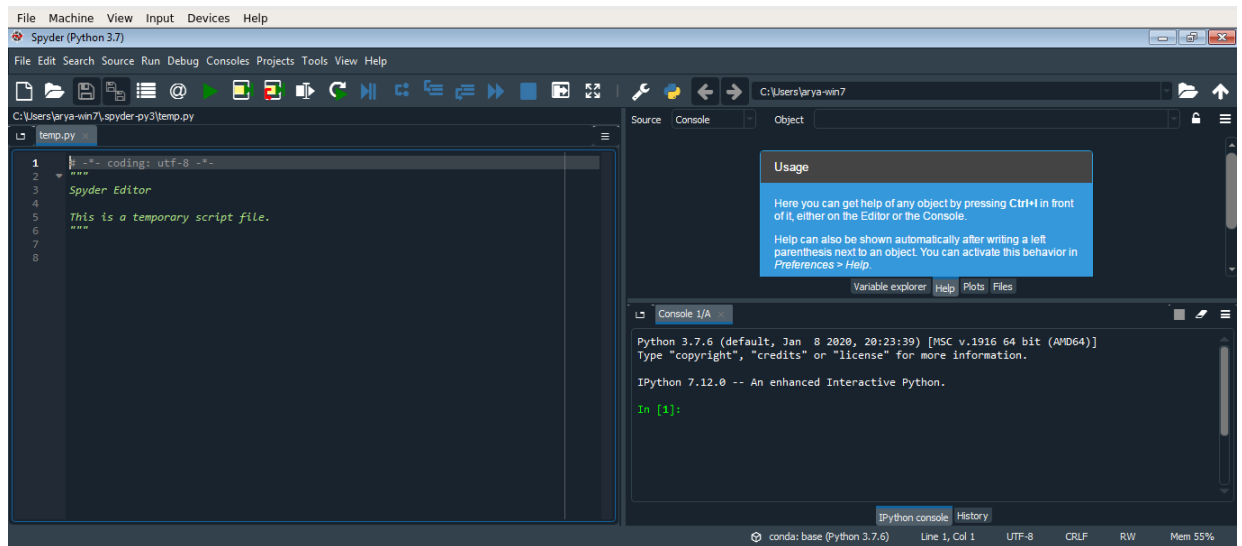 File Machine View Input Devices Help
Spyder (Python 3.7)
File Edit Search Source Run Debug Consoles Projects Tools View Help
C:\Users\arya-win7
C:\Users\arya-win7\.spyder-py3\temp.py
temp.py
1 # -*- coding: utf-8 -*-
2 """
3 Spyder Editor
4
5 This is a temporary script file.
6 """
7
8
Source Console Object
Usage
Here you can get help of any object by pressing Ctrl+I in front
of it, either on the Editor or the Console.
Help can also be shown automatically after writing a left
parenthesis next to an object. You can activate this behavior in
Preferences > Help.
Variable explorer Help Plots Files
Console 1/A
Python 3.7.6 (default, Jan  8 2020, 20:23:39) [MSC v.1916 64 bit (AMD64)]
Type "copyright", "credits" or "license" for more information.
IPython 7.12.0 -- An enhanced Interactive Python.
In [1]:
IPython console History
conda: base (Python 3.7.6) Line 1, Col 1 UTF-8 CRLF RW Mem 55%